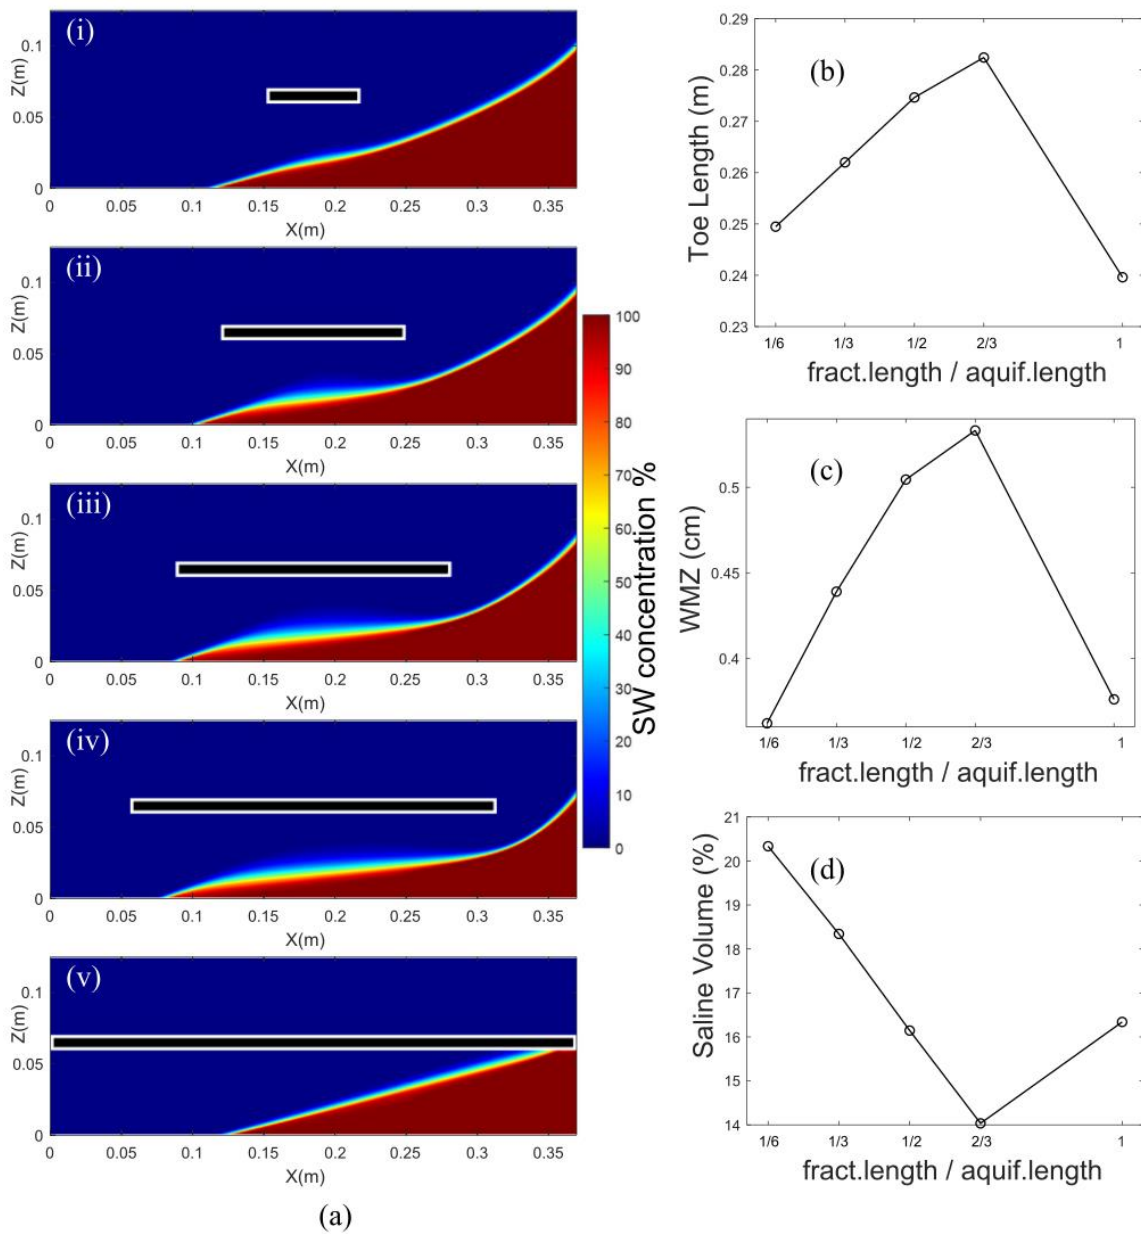 (i)
Z(m)
0.1
0.05
0
0 0.05 0.1 0.15 0.2 0.25 0.3 0.35
X(m)
(ii)
Z(m)
0.1
0.05
0
0 0.05 0.1 0.15 0.2 0.25 0.3 0.35
X(m)
(iii)
Z(m)
0.1
0.05
0
0 0.05 0.1 0.15 0.2 0.25 0.3 0.35
X(m)
(iv)
Z(m)
0.1
0.05
0
0 0.05 0.1 0.15 0.2 0.25 0.3 0.35
X(m)
(v)
Z(m)
0.1
0.05
0
0 0.05 0.1 0.15 0.2 0.25 0.3 0.35
X(m)
(a)
100
90
80
70
60
50
40
30
20
10
0
SW concentration %
(b)
Toe Length (m)
0.29
0.28
0.27
0.26
0.25
0.24
0.23
1/6 1/3 1/2 2/3 1
fract.length / aquif.length
(c)
WMZ (cm)
0.5
0.45
0.4
1/6 1/3 1/2 2/3 1
fract.length / aquif.length
(d)
Saline Volume (%)
21
20
19
18
17
16
15
14
1/6 1/3 1/2 2/3 1
fract.length / aquif.length